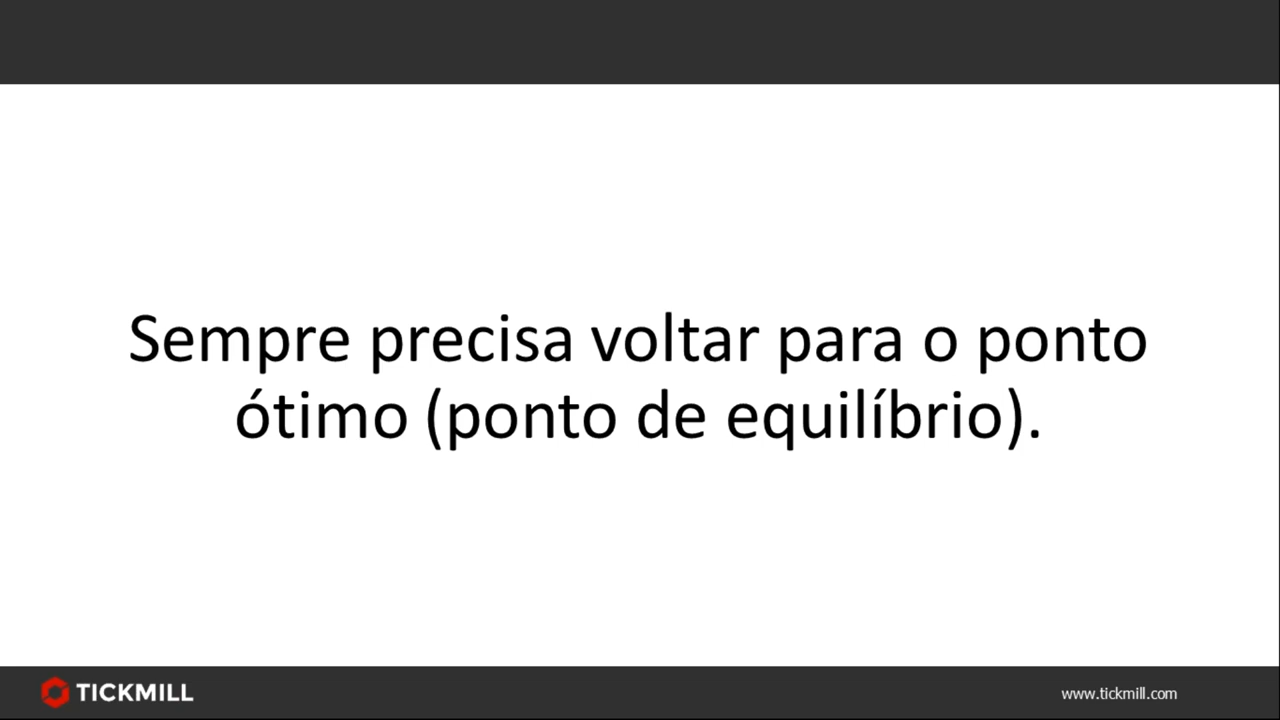 Sempre precisa voltar para o ponto
ótimo (ponto de equilíbrio).
TICKMILL
www.tickmill.com